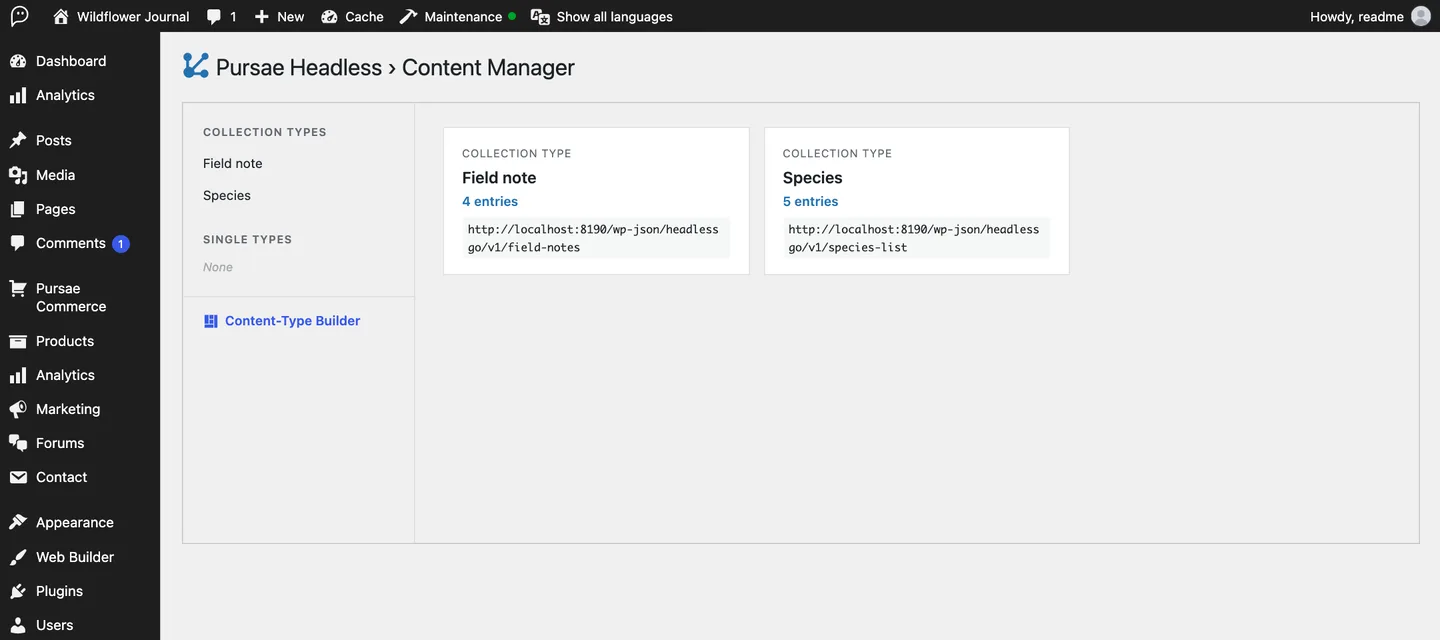 Wildflower Journal
1
New
Cache
Maintenance
Show all languages
Howdy, readme
Dashboard
Analytics
Posts
Media
Pages
Comments 1
Pursae
Commerce
Products
Analytics
Marketing
Forums
Contact
Appearance
Web Builder
Plugins
Users
Pursae Headless › Content Manager
COLLECTION TYPES
Field note
Species
SINGLE TYPES
None
Content-Type Builder
COLLECTION TYPE
Field note
4 entries
http://localhost:8190/wp-json/headless
go/v1/field-notes
COLLECTION TYPE
Species
5 entries
http://localhost:8190/wp-json/headless
go/v1/species-list